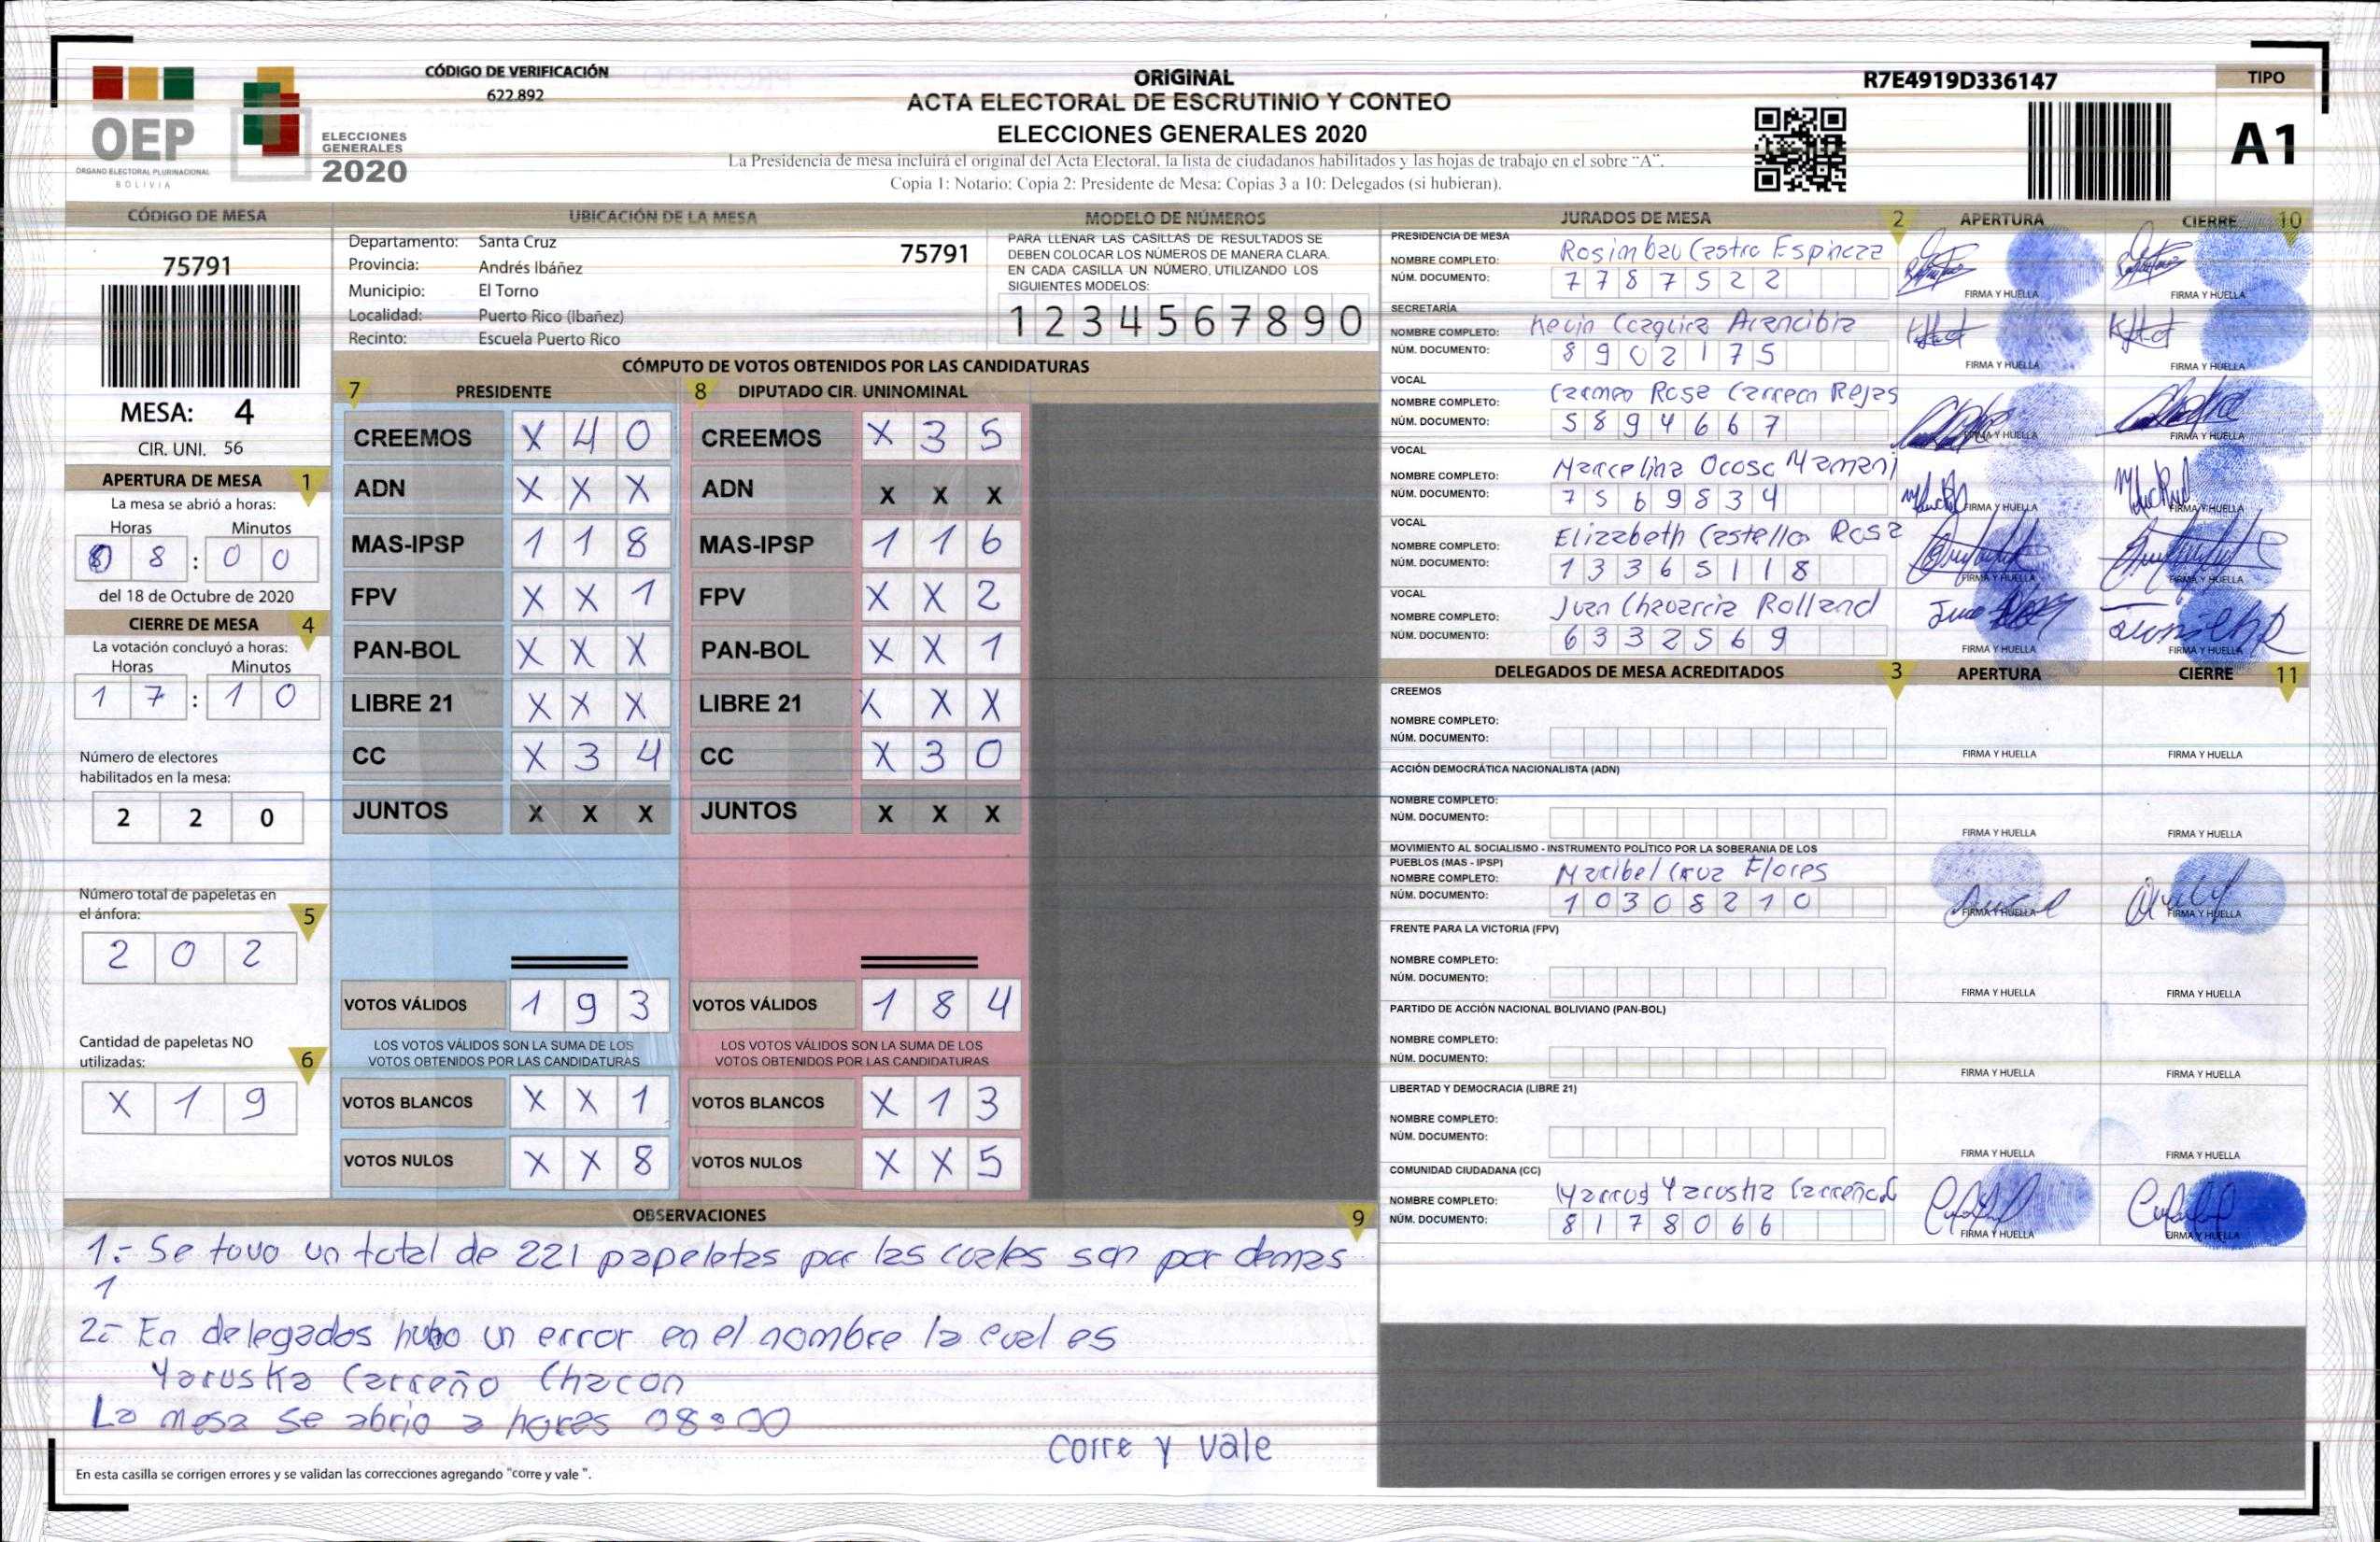 CÓDIGO DE VERIFICACIÓN
622.892
OEP
ÓRGANO ELECTORAL PLURINACIONAL
BOLIVIA
ELECCIONES
GENERALES
2020
ORIGINAL
ACTA ELECTORAL DE ESCRUTINIO Y CONTEO
ELECCIONES GENERALES 2020
La Presidencia de mesa incluirá el original del Acta Electoral, la lista de ciudadanos habilitados y las hojas de trabajo en el sobre "A".
Copia 1: Notario; Copia 2: Presidente de Mesa; Copias 3 a 10: Delegados (si hubieran).
R7E4919D336147
TIPO
A1
CÓDIGO DE MESA
75791
MESA: 4
CIR. UNI. 56
APERTURA DE MESA 1
La mesa se abrió a horas:
Horas Minutos
0 8 : 0 0
del 18 de Octubre de 2020
CIERRE DE MESA 4
La votación concluyó a horas:
Horas Minutos
1 7 : 1 0
Número de electores
habilitados en la mesa:
2 2 0
Número total de papeletas en
el ánfora: 5
2 0 2
Cantidad de papeletas NO
utilizadas: 6
X 1 9
UBICACIÓN DE LA MESA
Departamento: Santa Cruz 75791
Provincia: Andrés Ibáñez
Municipio: El Torno
Localidad: Puerto Rico (Ibañez)
Recinto: Escuela Puerto Rico
MODELO DE NÚMEROS
PARA LLENAR LAS CASILLAS DE RESULTADOS SE
DEBEN COLOCAR LOS NÚMEROS DE MANERA CLARA.
EN CADA CASILLA UN NÚMERO, UTILIZANDO LOS
SIGUIENTES MODELOS:
1 2 3 4 5 6 7 8 9 0
CÓMPUTO DE VOTOS OBTENIDOS POR LAS CANDIDATURAS
7 PRESIDENTE 8 DIPUTADO CIR. UNINOMINAL
CREEMOS X 4 0 CREEMOS X 3 5
ADN X X X ADN X X X
MAS-IPSP 1 1 8 MAS-IPSP 1 1 6
FPV X X 1 FPV X X 2
PAN-BOL X X X PAN-BOL X X 1
LIBRE 21 X X X LIBRE 21 X X X
CC X 3 4 CC X 3 0
JUNTOS X X X JUNTOS X X X
VOTOS VÁLIDOS 1 9 3 VOTOS VÁLIDOS 1 8 4
LOS VOTOS VÁLIDOS SON LA SUMA DE LOS LOS VOTOS VÁLIDOS SON LA SUMA DE LOS
VOTOS OBTENIDOS POR LAS CANDIDATURAS VOTOS OBTENIDOS POR LAS CANDIDATURAS
VOTOS BLANCOS X X 1 VOTOS BLANCOS X 1 3
VOTOS NULOS X X 8 VOTOS NULOS X X 5
OBSERVACIONES 9
1.- Se tuvo un total de 221 papeletas por las cuales son por demas
1
2.- En delegados hubo un error en el nombre la cual es
Yaruska Carreño Chacon
La mesa se abrio a horas 08:00
corre y vale
En esta casilla se corrigen errores y se validan las correcciones agregando "corre y vale ".
JURADOS DE MESA 2 APERTURA CIERRE 10
PRESIDENCIA DE MESA
NOMBRE COMPLETO: Castro Espinoza
NÚM. DOCUMENTO: 7 7 8 7 5 2 2
FIRMA Y HUELLA FIRMA Y HUELLA
SECRETARÍA
NOMBRE COMPLETO: Kevin Arancibia
NÚM. DOCUMENTO: 8 9 0 2 1 7 5
FIRMA Y HUELLA FIRMA Y HUELLA
VOCAL
NOMBRE COMPLETO: Carmen Rosa Carreon Rojas
NÚM. DOCUMENTO: 5 8 9 4 6 6 7
FIRMA Y HUELLA FIRMA Y HUELLA
VOCAL
NOMBRE COMPLETO: Marcelina Mamani
NÚM. DOCUMENTO: 7 5 6 9 8 3 4
FIRMA Y HUELLA FIRMA Y HUELLA
VOCAL
NOMBRE COMPLETO: Elizabeth Castellon Rosa
NÚM. DOCUMENTO: 1 3 3 6 5 1 1 8
FIRMA Y HUELLA FIRMA Y HUELLA
VOCAL
NOMBRE COMPLETO: Juan Chavarria Rolland
NÚM. DOCUMENTO: 6 3 3 2 5 6 9
FIRMA Y HUELLA FIRMA Y HUELLA
DELEGADOS DE MESA ACREDITADOS 3 APERTURA CIERRE 11
CREEMOS
NOMBRE COMPLETO:
NÚM. DOCUMENTO:
FIRMA Y HUELLA FIRMA Y HUELLA
ACCIÓN DEMOCRÁTICA NACIONALISTA (ADN)
NOMBRE COMPLETO:
NÚM. DOCUMENTO:
FIRMA Y HUELLA FIRMA Y HUELLA
MOVIMIENTO AL SOCIALISMO - INSTRUMENTO POLÍTICO POR LA SOBERANIA DE LOS
PUEBLOS (MAS - IPSP)
NOMBRE COMPLETO: Maribel Cruz Flores
NÚM. DOCUMENTO: 1 0 3 0 8 2 1 0
FIRMA Y HUELLA FIRMA Y HUELLA
FRENTE PARA LA VICTORIA (FPV)
NOMBRE COMPLETO:
NÚM. DOCUMENTO:
FIRMA Y HUELLA FIRMA Y HUELLA
PARTIDO DE ACCIÓN NACIONAL BOLIVIANO (PAN-BOL)
NOMBRE COMPLETO:
NÚM. DOCUMENTO:
FIRMA Y HUELLA FIRMA Y HUELLA
LIBERTAD Y DEMOCRACIA (LIBRE 21)
NOMBRE COMPLETO:
NÚM. DOCUMENTO:
FIRMA Y HUELLA FIRMA Y HUELLA
COMUNIDAD CIUDADANA (CC)
NOMBRE COMPLETO: Yaruska
NÚM. DOCUMENTO: 8 1 7 8 0 6 6
FIRMA Y HUELLA FIRMA Y HUELLA